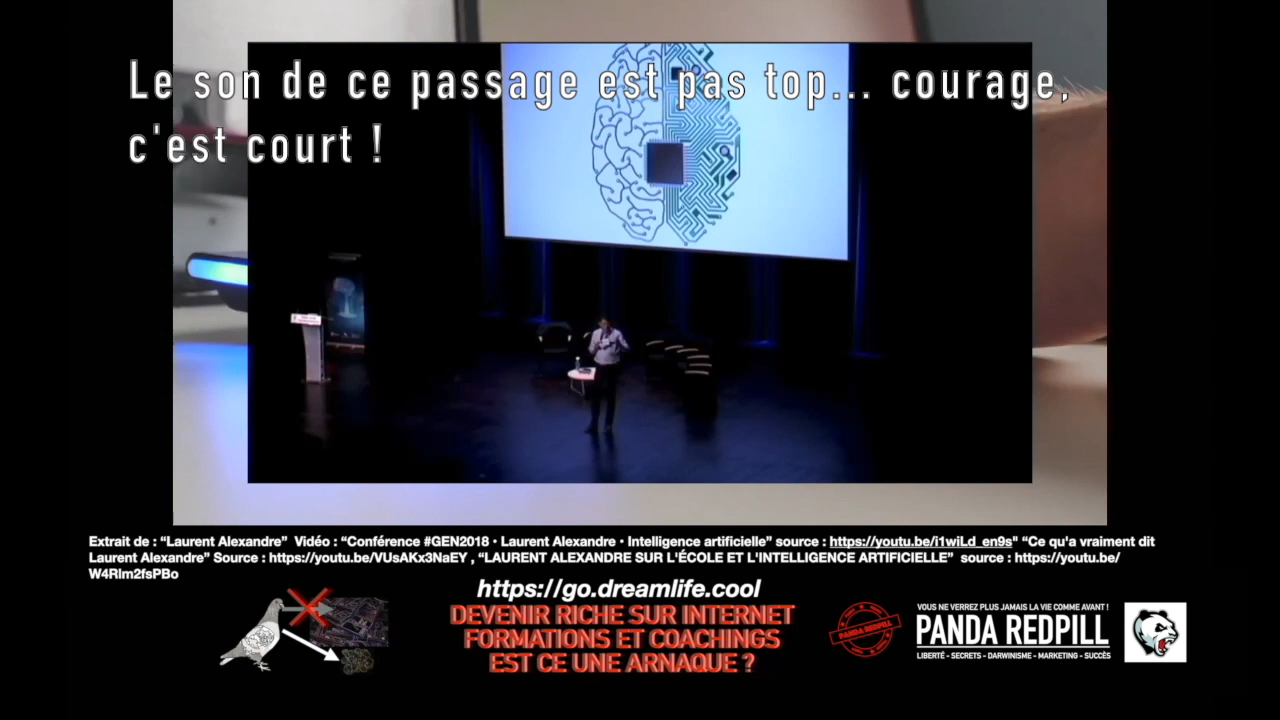 Le son de ce passage est pas top... courage,
c'est court !
Extrait de : “Laurent Alexandre”  Vidéo : “Conférence #GEN2018 • Laurent Alexandre • Intelligence artificielle” source : https://youtu.be/i1wiLd_en9s" “Ce qu'a vraiment dit
Laurent Alexandre” Source : https://youtu.be/VUsAKx3NaEY , “LAURENT ALEXANDRE SUR L'ÉCOLE ET L'INTELLIGENCE ARTIFICIELLE”  source : https://youtu.be/
W4Rlm2fsPBo
https://go.dreamlife.cool
DEVENIR RICHE SUR INTERNET
FORMATIONS ET COACHINGS
EST CE UNE ARNAQUE ?
PANDA REDPILL
VOUS NE VERREZ PLUS JAMAIS LA VIE COMME AVANT !
PANDA REDPILL
LIBERTÉ - SECRETS - DARWINISME - MARKETING - SUCCÈS